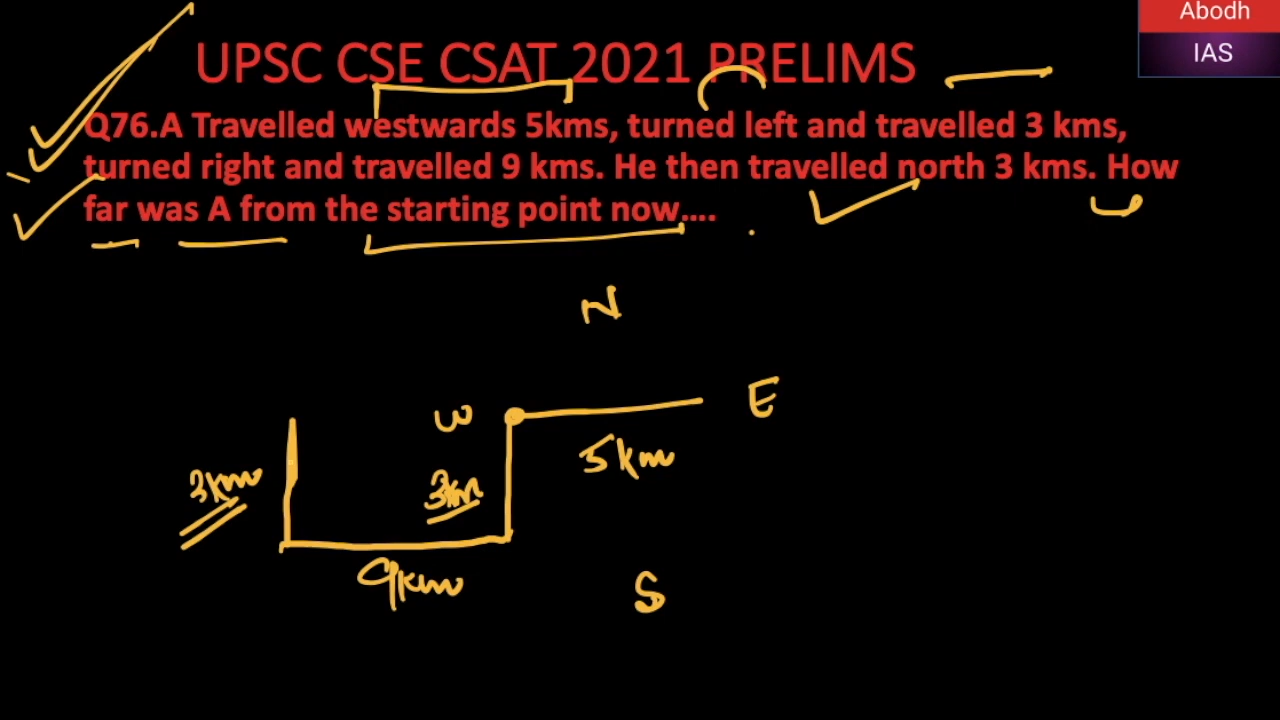 Abodh
IAS
UPSC CSE CSAT 2021 PRELIMS
Q76.A Travelled westwards 5kms, turned left and travelled 3 kms,
turned right and travelled 9 kms. He then travelled north 3 kms. How
far was A from the starting point now....
N
W
E
5km
3km
3km
9km
S